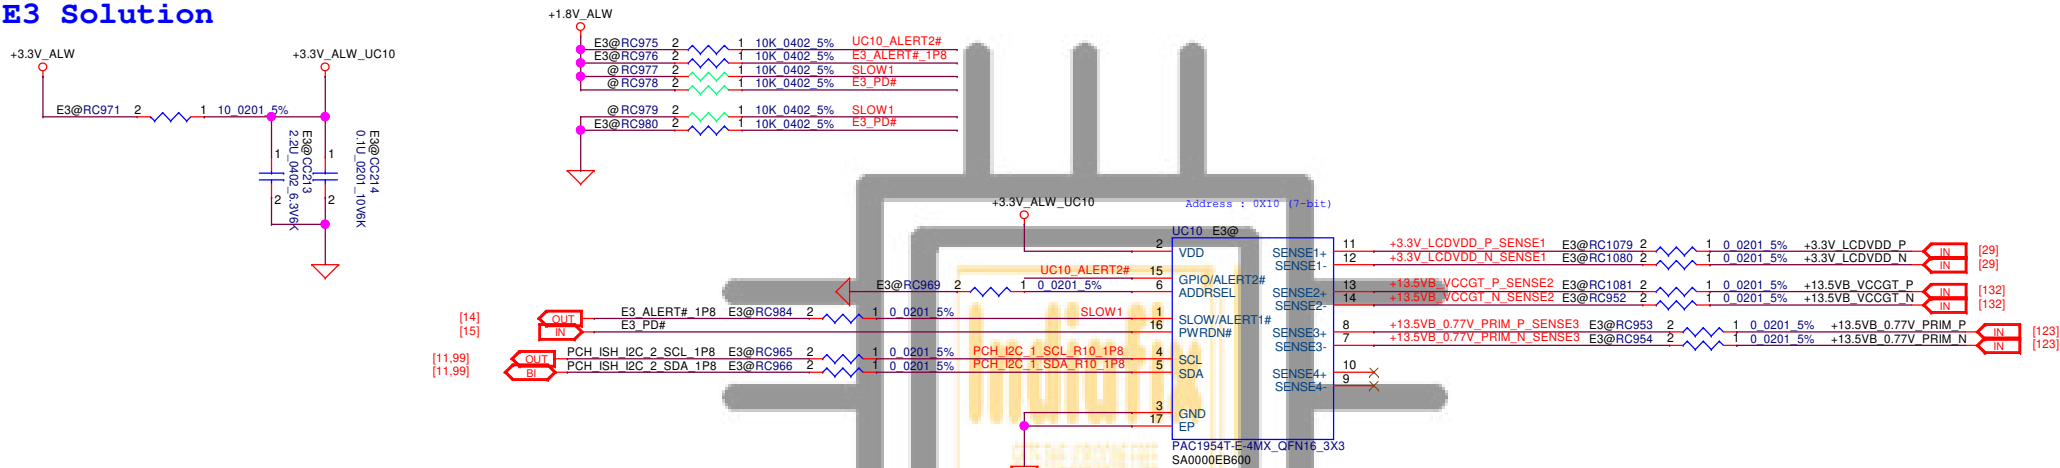 E3 Solution
+3.3V_ALW
+3.3V_ALW_UC10
E3@RC971 2 1 10_0201_5%
1
2
E3@CC213
2.2U_0402_6.3V6K
1
2
E3@CC214
0.1U_0201_10V6K
+1.8V_ALW
E3@RC975 2 1 10K_0402_5% UC10_ALERT2#
E3@RC976 2 1 10K_0402_5% E3_ALERT#_1P8
@RC977 2 1 10K_0402_5% SLOW1
@RC978 2 1 10K_0402_5% E3_PD#
@RC979 2 1 10K_0402_5% SLOW1
E3@RC980 2 1 10K_0402_5% E3_PD#
+3.3V_ALW_UC10
Address : 0X10 (7-bit)
UC10 E3@
2 VDD
UC10_ALERT2# 15 GPIO/ALERT2#
E3@RC969 2 1 0_0201_5% 6 ADDRSEL
[14] OUT E3_ALERT#_1P8 E3@RC984 2 1 0_0201_5% SLOW1 1 SLOW/ALERT1#
[15] IN E3_PD# 16 PWRDN#
[11,99] OUT PCH_ISH_I2C_2_SCL_1P8 E3@RC965 2 1 0_0201_5% PCH_I2C_1_SCL_R10_1P8 4 SCL
[11,99] BI PCH_ISH_I2C_2_SDA_1P8 E3@RC966 2 1 0_0201_5% PCH_I2C_1_SDA_R10_1P8 5 SDA
3 GND
17 EP
SENSE1+ 11 +3.3V_LCDVDD_P_SENSE1 E3@RC1079 2 1 0_0201_5% +3.3V_LCDVDD_P IN [29]
SENSE1- 12 +3.3V_LCDVDD_N_SENSE1 E3@RC1080 2 1 0_0201_5% +3.3V_LCDVDD_N IN [29]
SENSE2+ 13 +13.5VB_VCCGT_P_SENSE2 E3@RC1081 2 1 0_0201_5% +13.5VB_VCCGT_P IN [132]
SENSE2- 14 +13.5VB_VCCGT_N_SENSE2 E3@RC952 2 1 0_0201_5% +13.5VB_VCCGT_N IN [132]
SENSE3+ 8 +13.5VB_0.77V_PRIM_P_SENSE3 E3@RC953 2 1 0_0201_5% +13.5VB_0.77V_PRIM_P IN [123]
SENSE3- 7 +13.5VB_0.77V_PRIM_N_SENSE3 E3@RC954 2 1 0_0201_5% +13.5VB_0.77V_PRIM_N IN [123]
SENSE4+ 10
SENSE4- 9
PAC1954T-E-4MX_QFN16_3X3
SA0000EB600
Indiafix